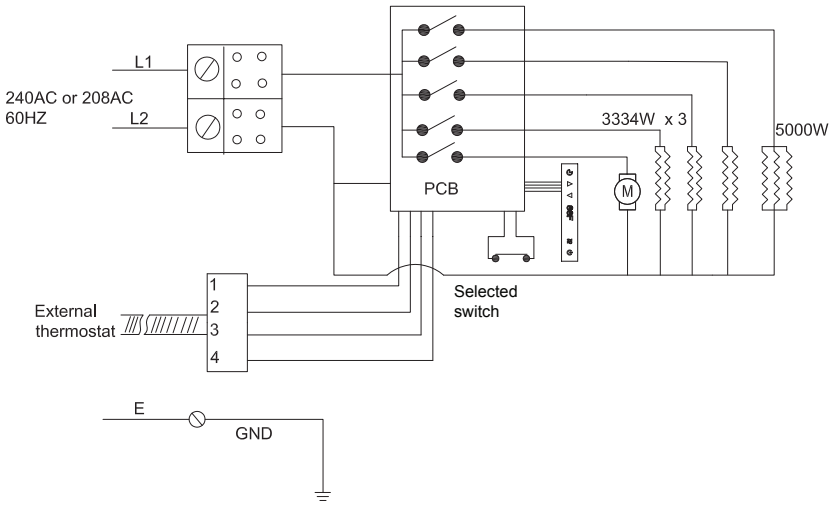 L1
240AC or 208AC
60HZ
L2
3334W x 3
5000W
PCB
M
88F
1
2
3
4
External
thermostat
Selected
switch
E
GND